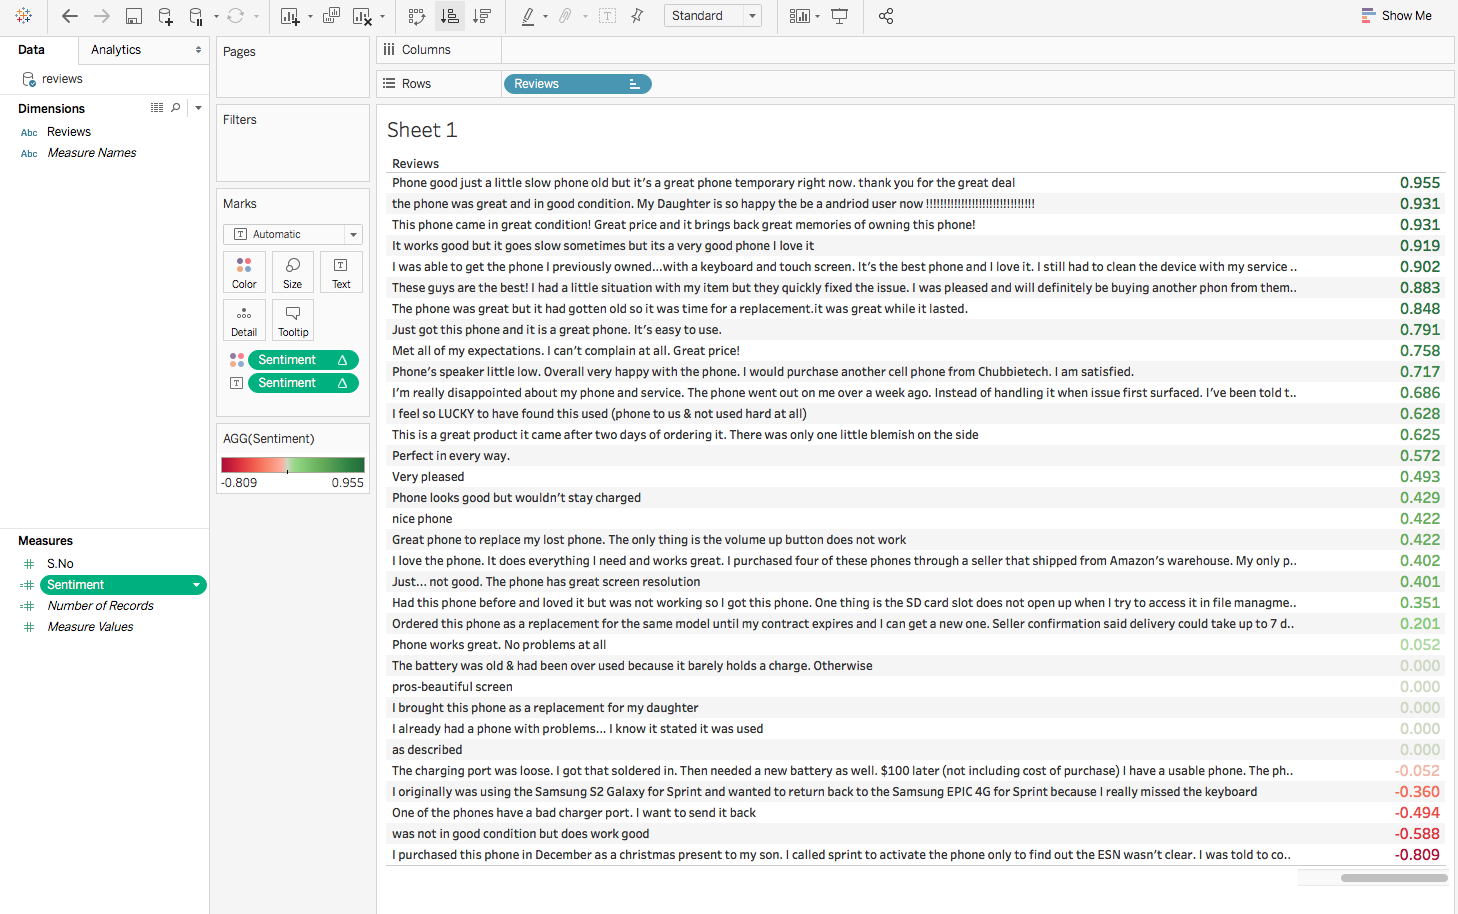 Standard
Show Me
Data
Analytics
Pages
Columns
reviews
Rows
Reviews
Dimensions
Filters
Abc Reviews
Abc Measure Names
Sheet 1
Reviews
Phone good just a little slow phone old but it's a great phone temporary right now. thank you for the great deal 0.955
the phone was great and in good condition. My Daughter is so happy the be a andriod user now !!!!!!!!!!!!!!!!!!!!!!!!!!!!!!! 0.931
This phone came in great condition! Great price and it brings back great memories of owning this phone! 0.931
It works good but it goes slow sometimes but its a very good phone I love it 0.919
I was able to get the phone I previously owned...with a keyboard and touch screen. It's the best phone and I love it. I still had to clean the device with my service .. 0.902
These guys are the best! I had a little situation with my item but they quickly fixed the issue. I was pleased and will definitely be buying another phon from them.. 0.883
The phone was great but it had gotten old so it was time for a replacement.it was great while it lasted. 0.848
Just got this phone and it is a great phone. It's easy to use. 0.791
Met all of my expectations. I can't complain at all. Great price! 0.758
Phone's speaker little low. Overall very happy with the phone. I would purchase another cell phone from Chubbietech. I am satisfied. 0.717
I'm really disappointed about my phone and service. The phone went out on me over a week ago. Instead of handling it when issue first surfaced. I've been told t.. 0.686
I feel so LUCKY to have found this used (phone to us & not used hard at all) 0.628
This is a great product it came after two days of ordering it. There was only one little blemish on the side 0.625
Perfect in every way. 0.572
Very pleased 0.493
Phone looks good but wouldn't stay charged 0.429
nice phone 0.422
Great phone to replace my lost phone. The only thing is the volume up button does not work 0.422
I love the phone. It does everything I need and works great. I purchased four of these phones through a seller that shipped from Amazon's warehouse. My only p.. 0.402
Just... not good. The phone has great screen resolution 0.401
Had this phone before and loved it but was not working so I got this phone. One thing is the SD card slot does not open up when I try to access it in file managme.. 0.351
Ordered this phone as a replacement for the same model until my contract expires and I can get a new one. Seller confirmation said delivery could take up to 7 d.. 0.201
Phone works great. No problems at all 0.052
The battery was old & had been over used because it barely holds a charge. Otherwise 0.000
pros-beautiful screen 0.000
I brought this phone as a replacement for my daughter 0.000
I already had a phone with problems... I know it stated it was used 0.000
as described 0.000
The charging port was loose. I got that soldered in. Then needed a new battery as well. $100 later (not including cost of purchase) I have a usable phone. The ph.. -0.052
I originally was using the Samsung S2 Galaxy for Sprint and wanted to return back to the Samsung EPIC 4G for Sprint because I really missed the keyboard -0.360
One of the phones have a bad charger port. I want to send it back -0.494
was not in good condition but does work good -0.588
I purchased this phone in December as a christmas present to my son. I called sprint to activate the phone only to find out the ESN wasn't clear. I was told to co.. -0.809
Marks
T Automatic
Color
Size
Text
Detail
Tooltip
Sentiment
Sentiment
AGG(Sentiment)
-0.809 0.955
Measures
S.No
Sentiment
Number of Records
Measure Values